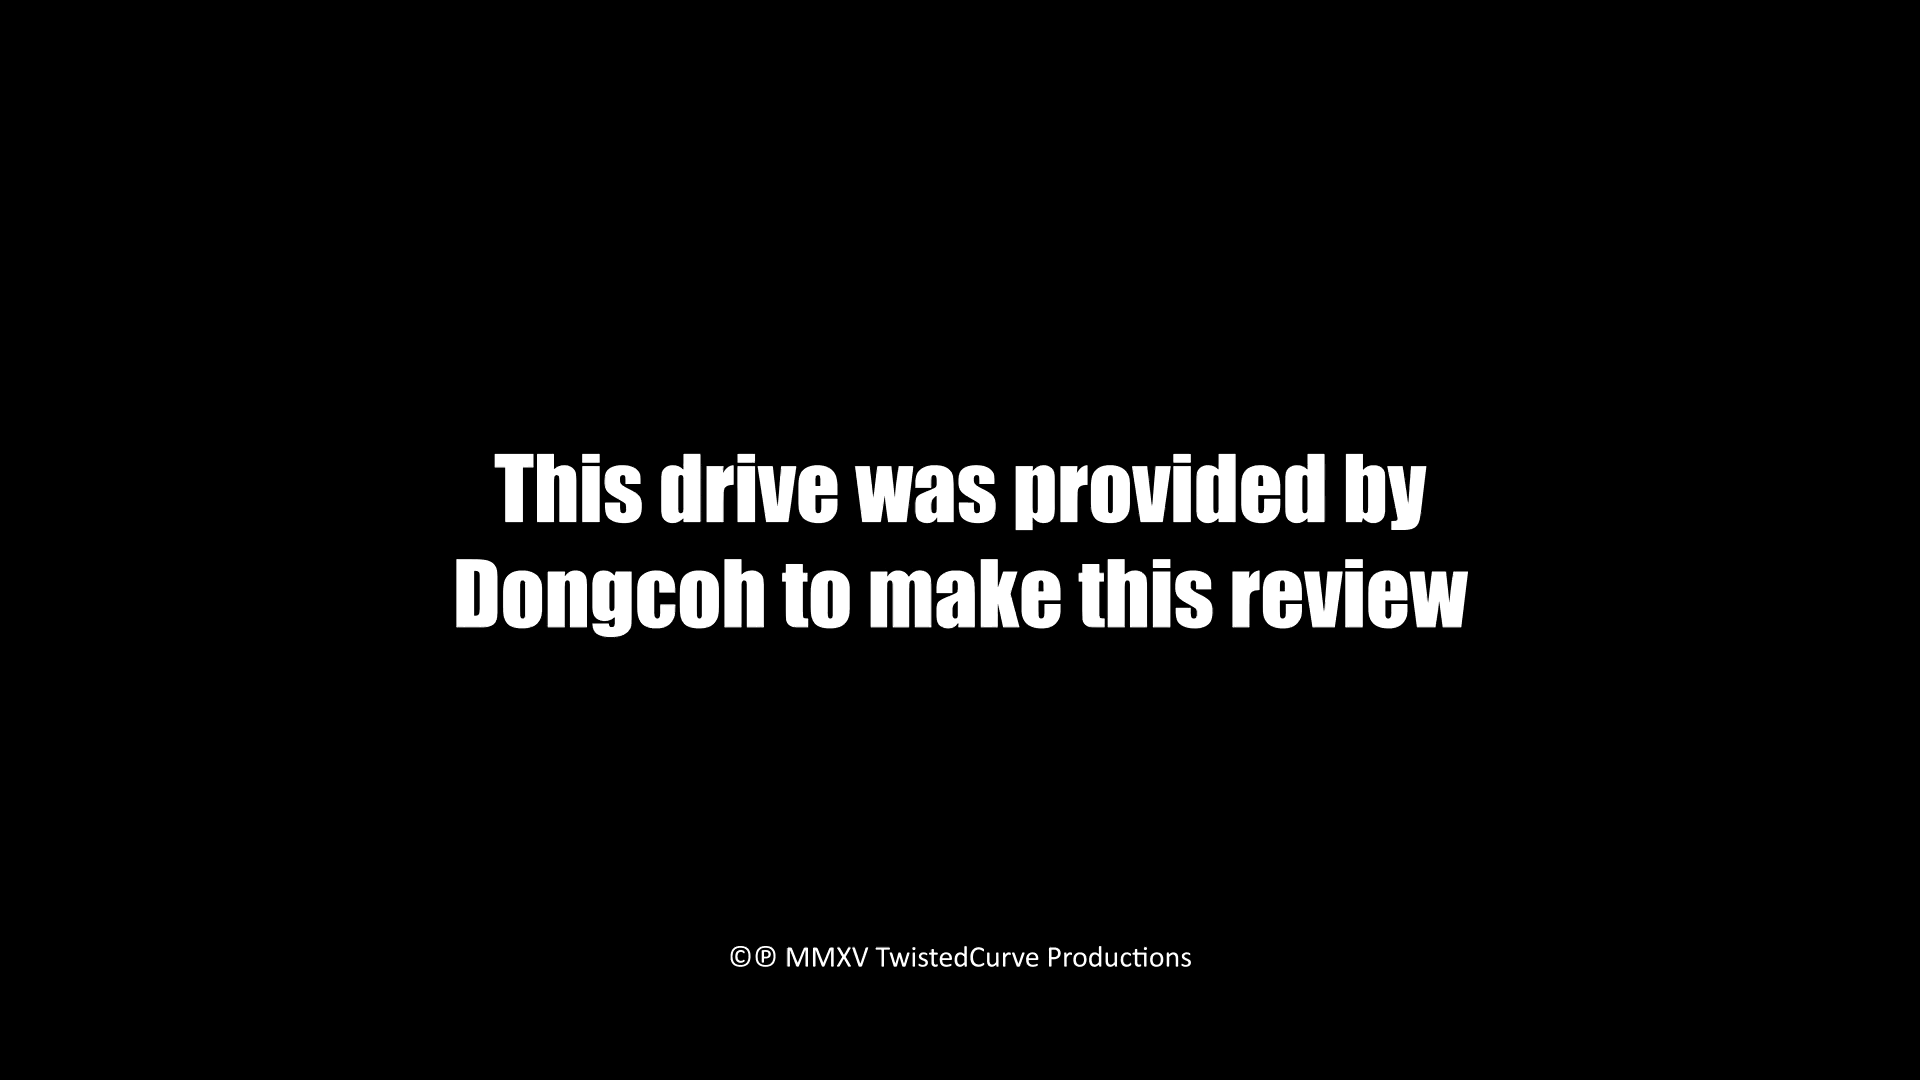 This drive was provided by
Dongcoh to make this review
©℗ MMXV TwistedCurve Productions